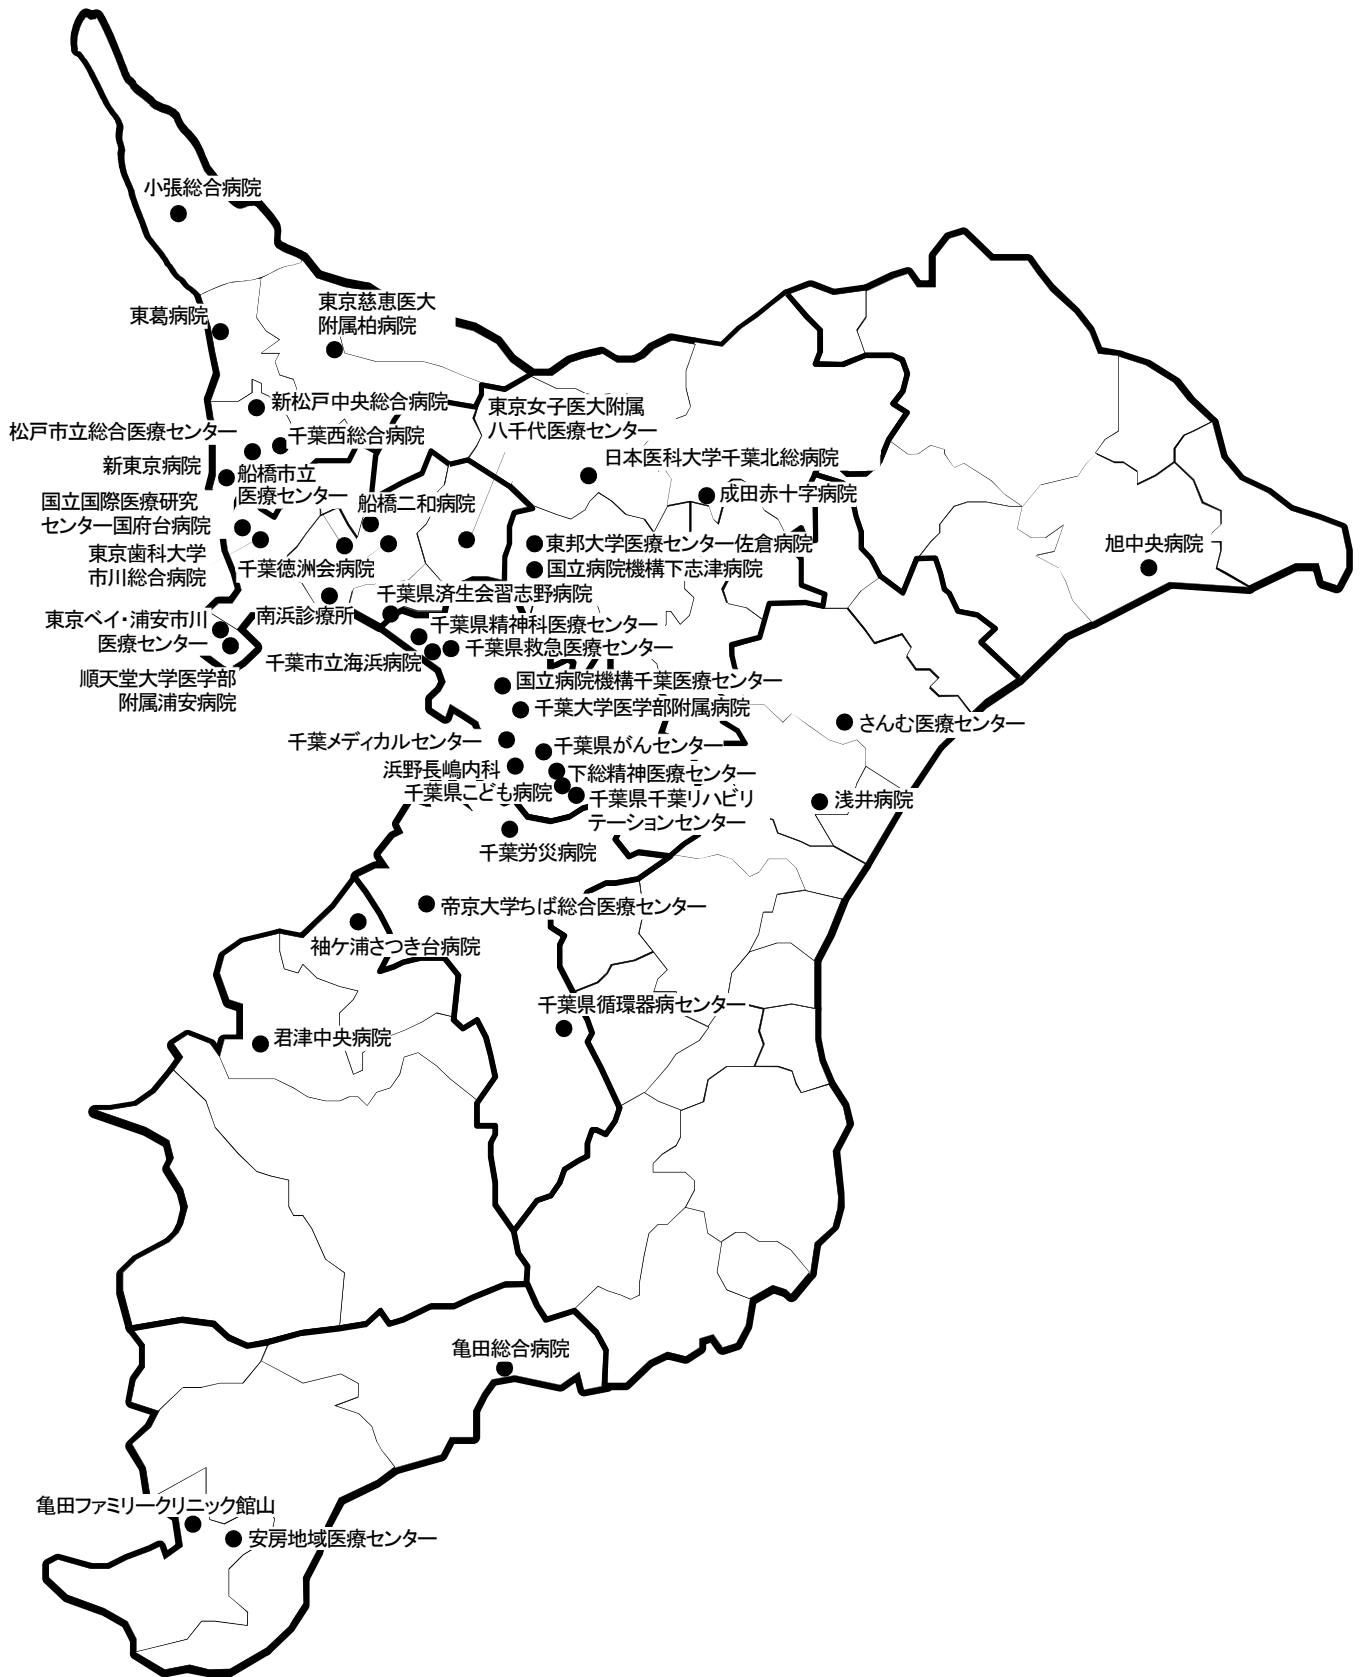 小張総合病院
東葛病院
東京慈恵医大
附属柏病院
新松戸中央総合病院
松戸市立総合医療センター
千葉西総合病院
東京女子医大附属
八千代医療センター
新東京病院
船橋市立
医療センター
日本医科大学千葉北総病院
成田赤十字病院
国立国際医療研究
センター国府台病院
船橋二和病院
東京歯科大学
市川総合病院
千葉徳洲会病院
東邦大学医療センター佐倉病院
国立病院機構下志津病院
旭中央病院
千葉県済生会習志野病院
南浜診療所
東京ベイ・浦安市川
医療センター
千葉県精神科医療センター
千葉県救急医療センター
千葉市立海浜病院
順天堂大学医学部
附属浦安病院
国立病院機構千葉医療センター
千葉大学医学部附属病院
さんむ医療センター
千葉メディカルセンター
千葉県がんセンター
浜野長嶋内科
下総精神医療センター
千葉県こども病院
千葉県千葉リハビリ
テーションセンター
浅井病院
千葉労災病院
帝京大学ちば総合医療センター
袖ケ浦さつき台病院
千葉県循環器病センター
君津中央病院
亀田総合病院
亀田ファミリークリニック館山
安房地域医療センター